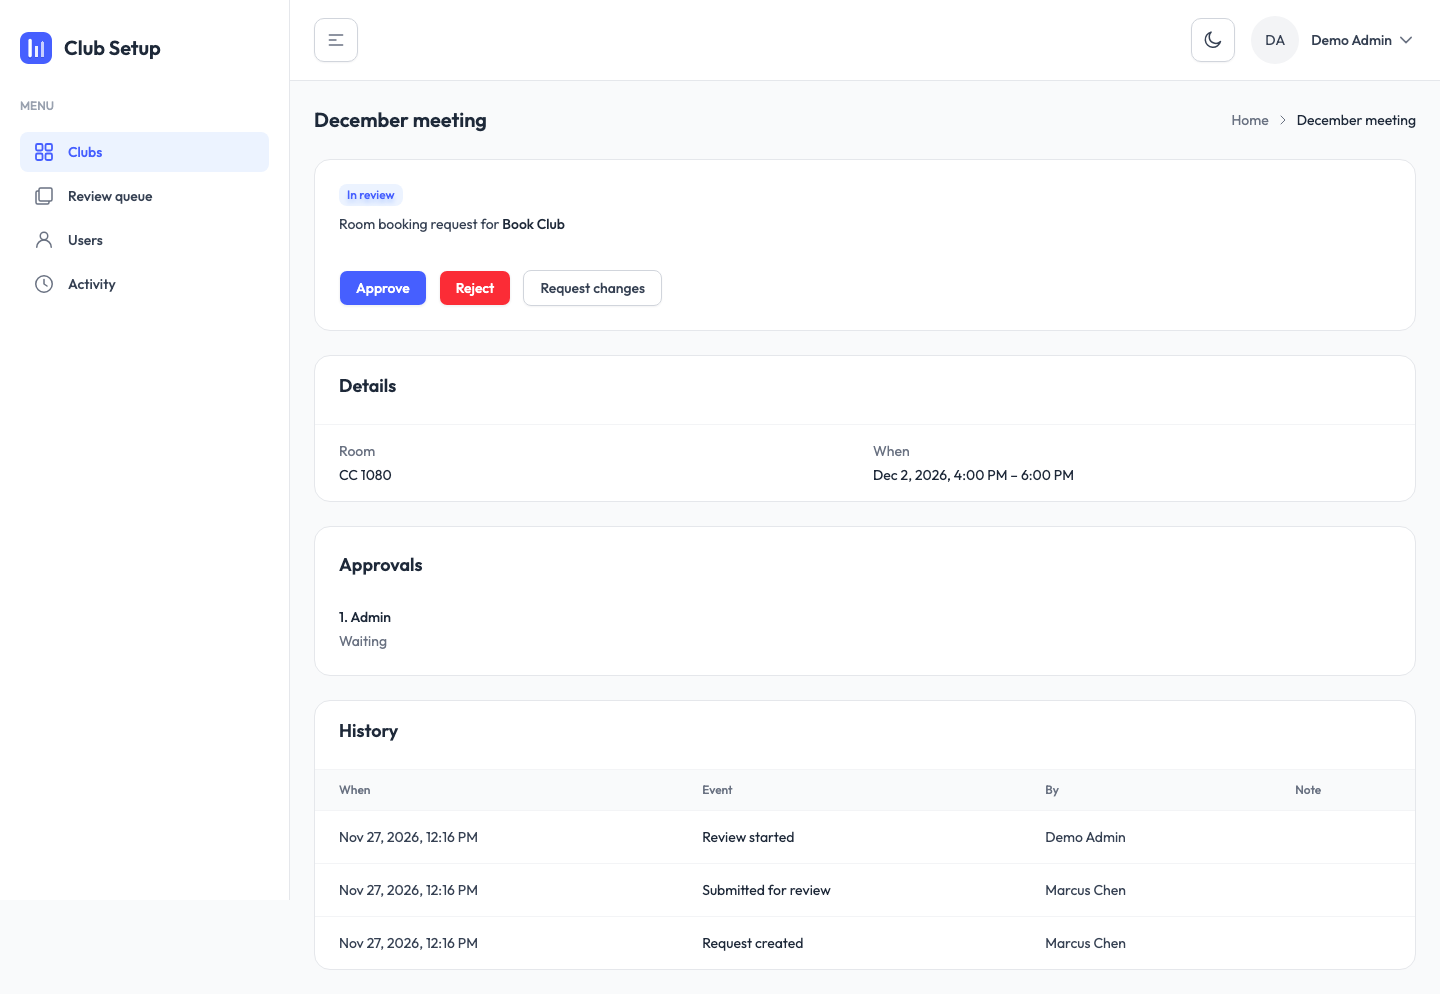 Club Setup
MENU
Clubs
Review queue
Users
Activity
DA
Demo Admin
December meeting
Home
December meeting
In review
Room booking request for Book Club
Approve
Reject
Request changes
Details
Room
When
CC 1080
Dec 2, 2026, 4:00 PM – 6:00 PM
Approvals
1. Admin
Waiting
History
When Event By Note
Nov 27, 2026, 12:16 PM Review started Demo Admin
Nov 27, 2026, 12:16 PM Submitted for review Marcus Chen
Nov 27, 2026, 12:16 PM Request created Marcus Chen